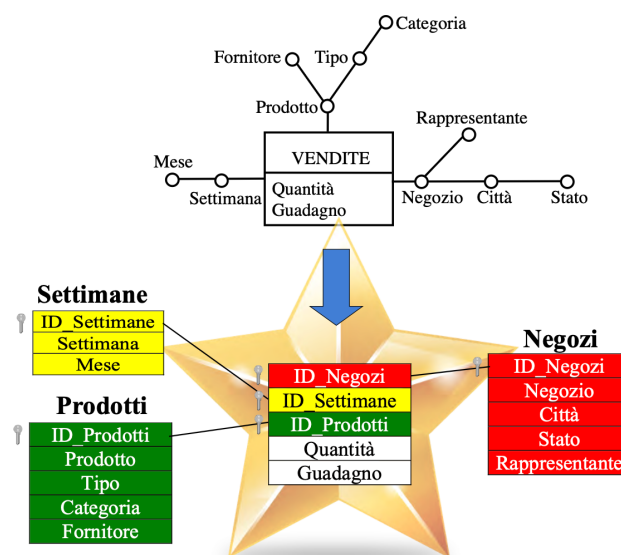 Categoria
Fornitore
Tipo
Prodotto
Rappresentante
VENDITE
Mese
Settimana
Quantità
Guadagno
Negozio
Città
Stato
Settimane
ID_Settimane
Settimana
Mese
Negozi
ID_Negozi
Negozio
Città
Stato
Rappresentante
ID_Negozi
ID_Settimane
ID_Prodotti
Quantità
Guadagno
Prodotti
ID_Prodotti
Prodotto
Tipo
Categoria
Fornitore